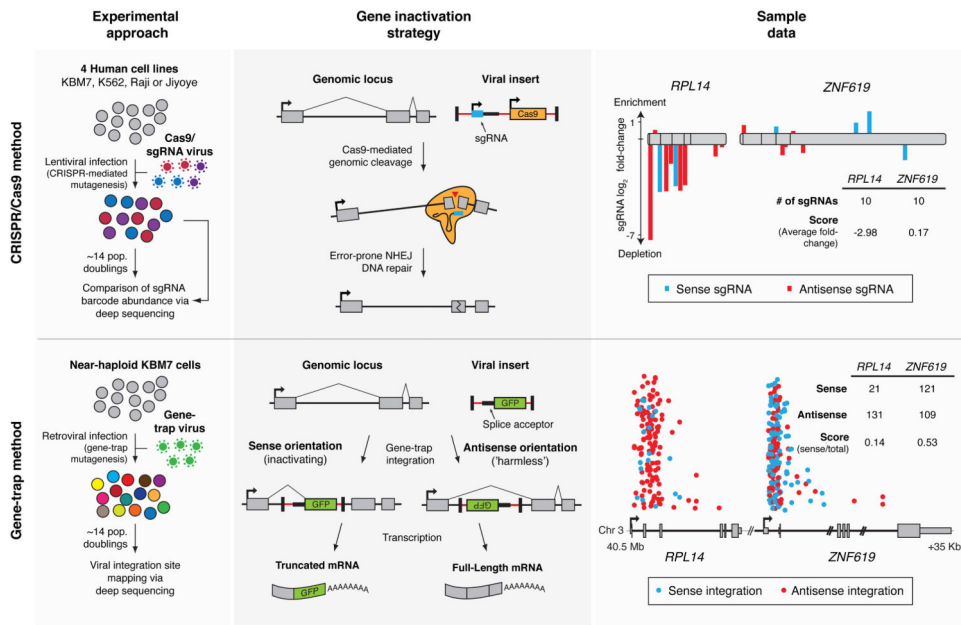 Experimental
approach
Gene inactivation
strategy
Sample
data
CRISPR/Cas9 method
4 Human cell lines
KBM7, K562, Raji or Jiyoye
Cas9/
sgRNA virus
Lentiviral infection
(CRISPR-mediated
mutagenesis)
~14 pop.
doublings
Comparison of sgRNA
barcode abundance via
deep sequencing
Genomic locus
Viral insert
Cas9
sgRNA
Cas9-mediated
genomic cleavage
Error-prone NHEJ
DNA repair
RPL14
ZNF619
Enrichment
1
sgRNA log2 fold-change
-7
Depletion
RPL14 ZNF619
# of sgRNAs 10 10
Score
(Average fold-
change)
-2.98 0.17
Sense sgRNA Antisense sgRNA
Gene-trap method
Near-haploid KBM7 cells
Gene-
trap virus
Retroviral infection
(gene-trap
mutagenesis)
~14 pop.
doublings
Viral integration site
mapping via
deep sequencing
Genomic locus
Viral insert
GFP
Splice acceptor
Sense orientation
(inactivating)
Gene-trap
integration
Antisense orientation
('harmless')
GFP
GFP
Transcription
Truncated mRNA
Full-Length mRNA
GFP
AAAAAAA
AAAAAAA
RPL14 ZNF619
Sense 21 121
Antisense 131 109
Score
(sense/total)
0.14 0.53
Chr 3
40.5 Mb
RPL14
ZNF619
+35 Kb
Sense integration Antisense integration